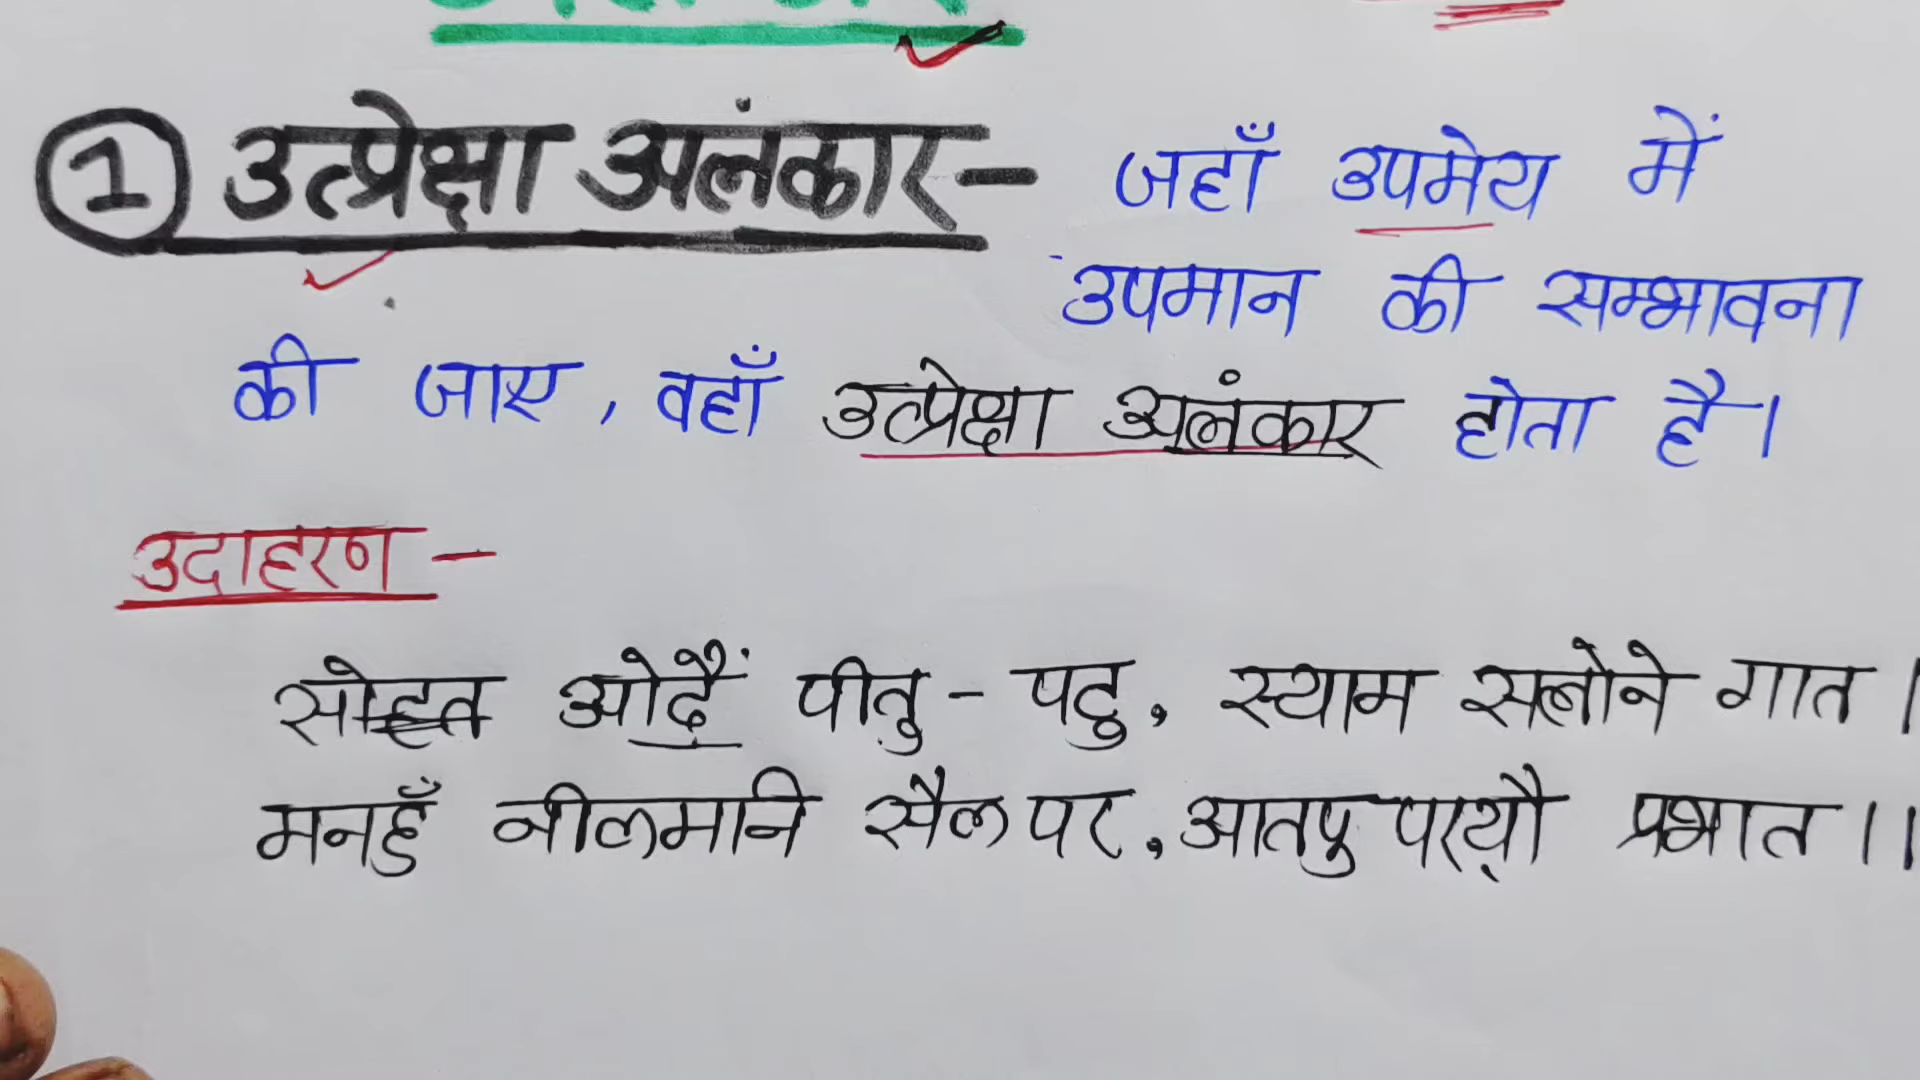 ① उत्प्रेक्षा अलंकार- जहाँ उपमेय में
उपमान की सम्भावना
की जाए, वहाँ उत्प्रेक्षा अलंकार होता है।
उदाहरण -
सोहत ओढ़ैं पीतु - पटु, स्याम सलोने गात।
मनहुँ नीलमनि सैल पर, आतपु परयौ प्रभात।।